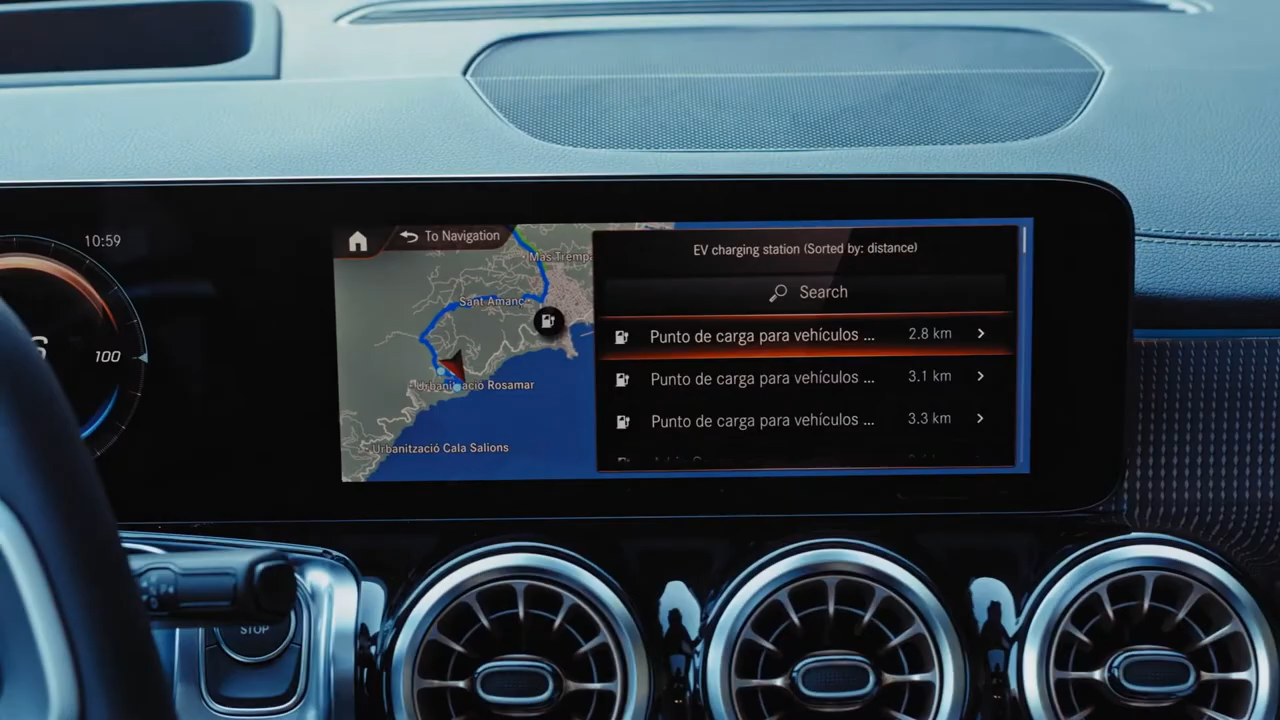 10:59
100
To Navigation
Mas Tremp
Sant Amanç
Urbanització Rosamar
Urbanització Cala Salions
EV charging station (Sorted by: distance)
Search
Punto de carga para vehículos ... 2.8 km
Punto de carga para vehículos ... 3.1 km
Punto de carga para vehículos ... 3.3 km
STOP